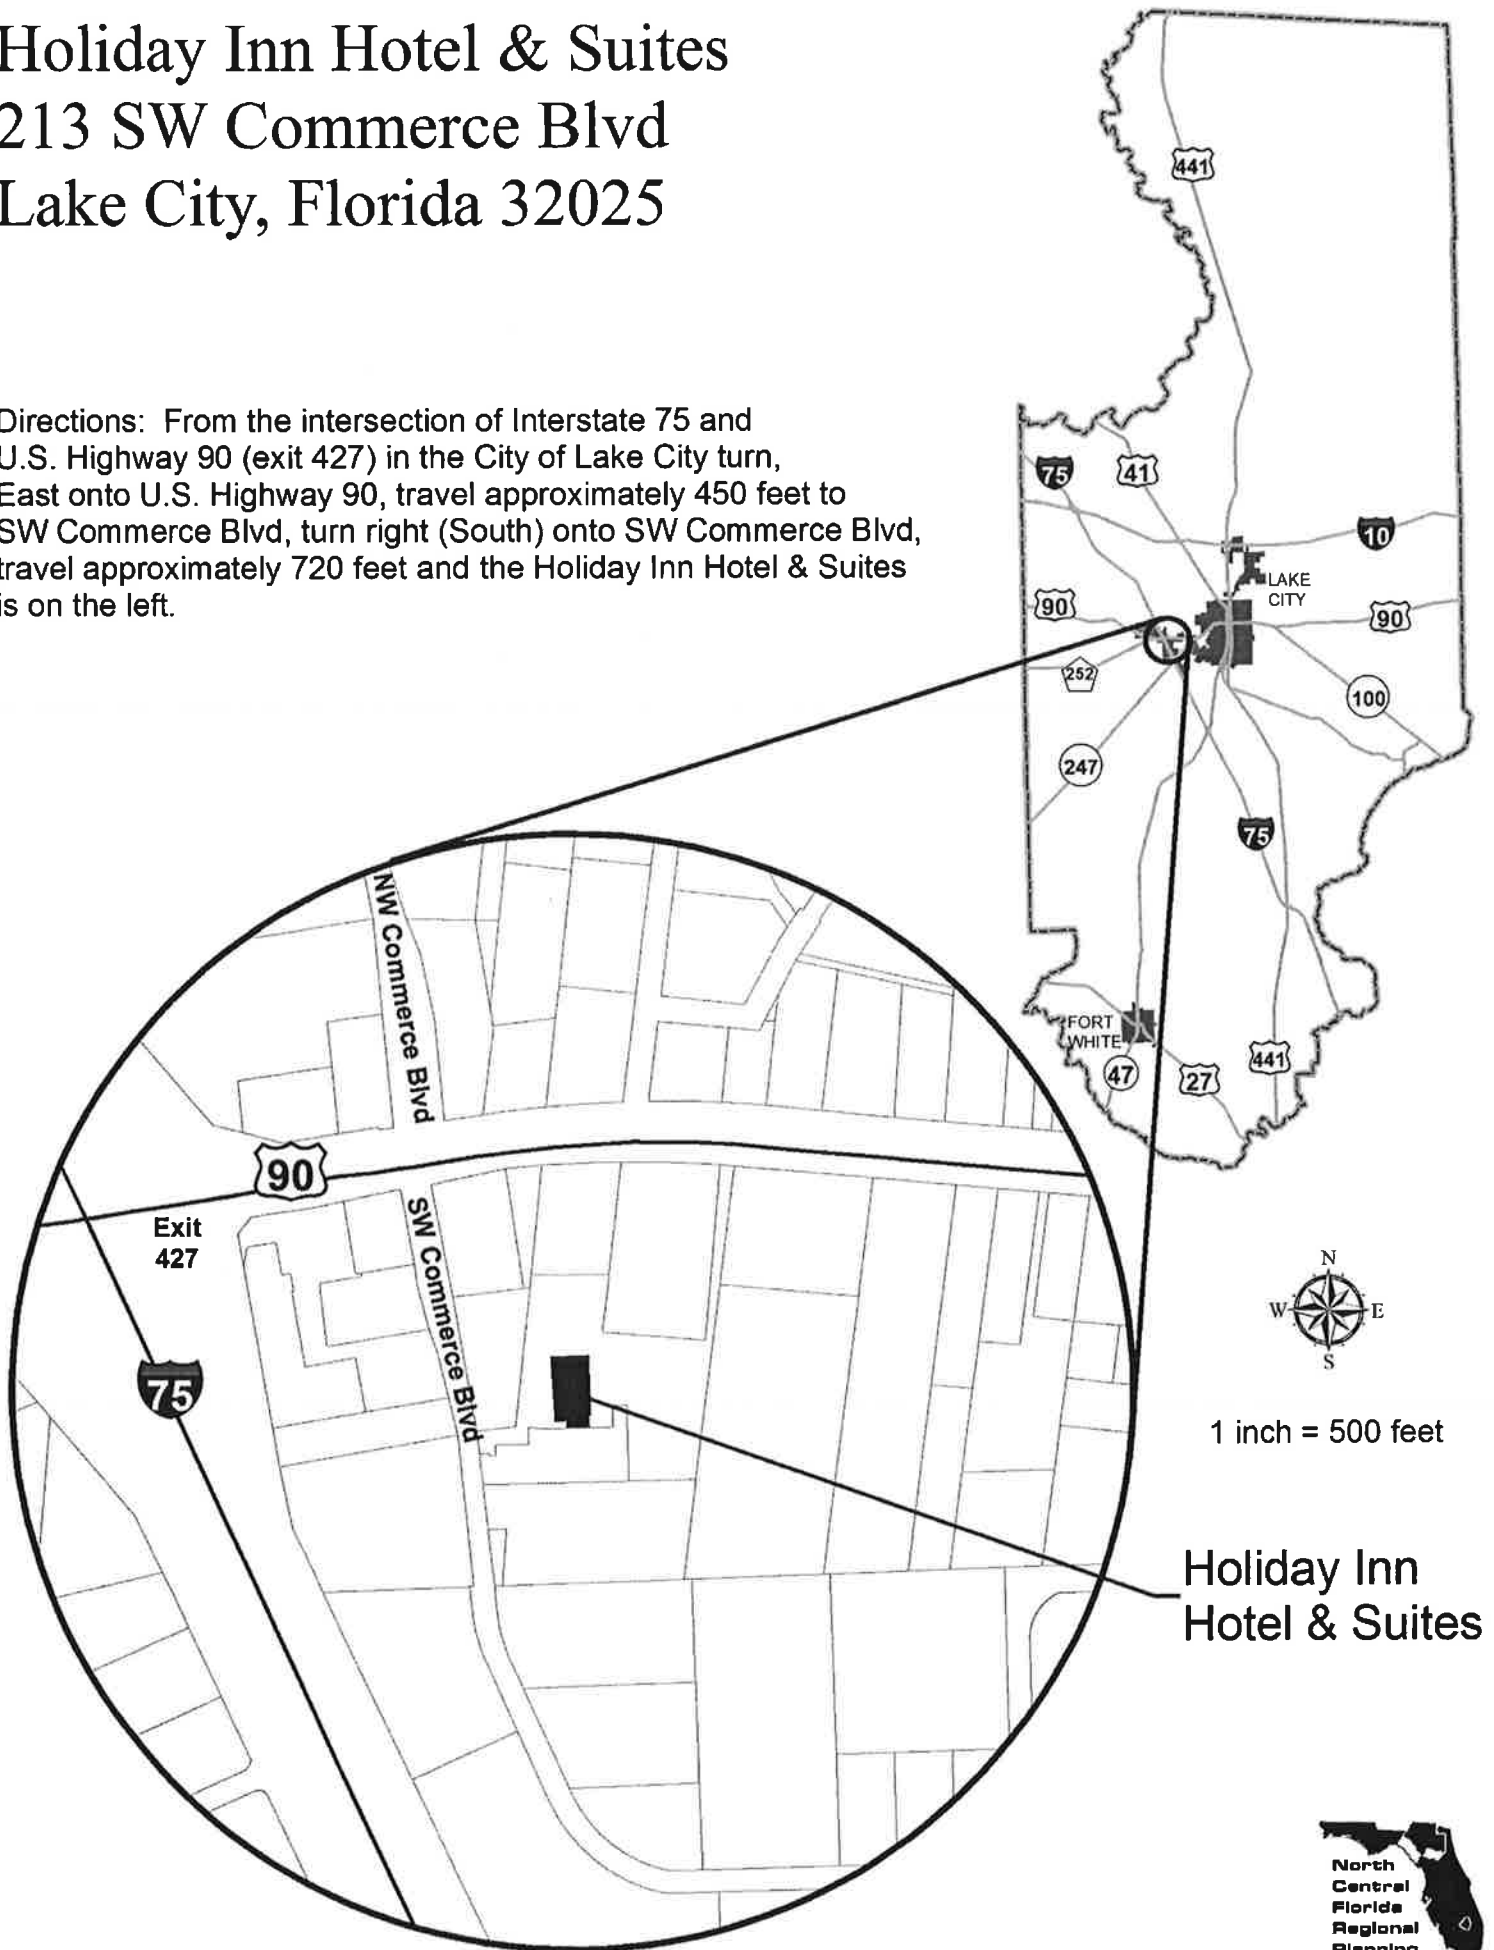 Holiday Inn Hotel & Suites
213 SW Commerce Blvd
Lake City, Florida 32025
Directions: From the intersection of Interstate 75 and
U.S. Highway 90 (exit 427) in the City of Lake City turn,
East onto U.S. Highway 90, travel approximately 450 feet to
SW Commerce Blvd, turn right (South) onto SW Commerce Blvd,
travel approximately 720 feet and the Holiday Inn Hotel & Suites
is on the left.
441
75
41
10
LAKE
CITY
90
90
252
100
247
75
FORT
WHITE
47
27
441
NW Commerce Blvd
90
Exit
427
SW Commerce Blvd
75
N
W
E
S
1 inch = 500 feet
Holiday Inn
Hotel & Suites
North
Central
Florida
Regional
Planning